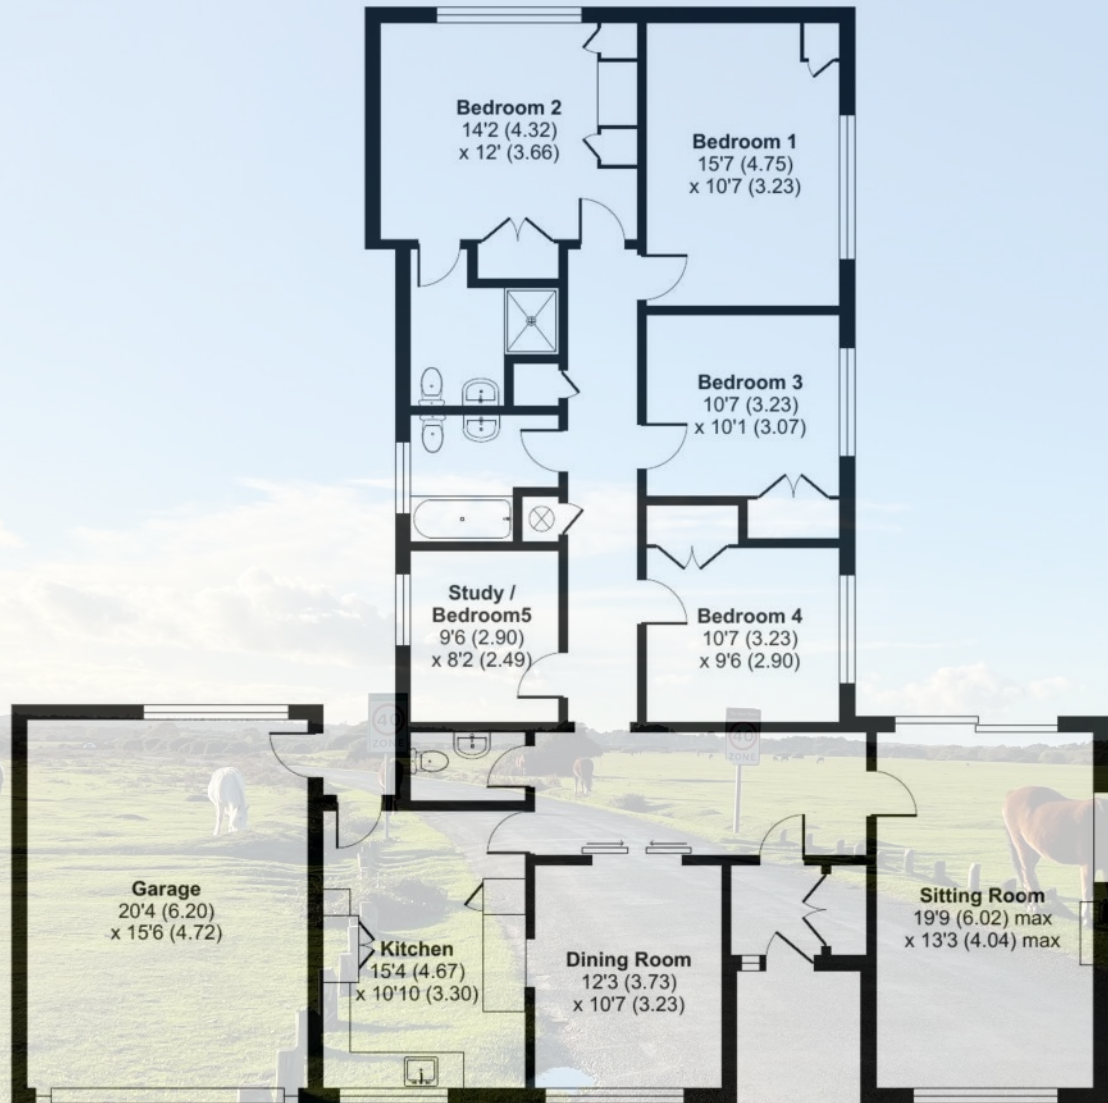 Bedroom 2
14'2 (4.32)
x 12' (3.66)
Bedroom 1
15'7 (4.75)
x 10'7 (3.23)
Bedroom 3
10'7 (3.23)
x 10'1 (3.07)
Study /
Bedroom5
9'6 (2.90)
x 8'2 (2.49)
Bedroom 4
10'7 (3.23)
x 9'6 (2.90)
40
ZONE
40
ZONE
Garage
20'4 (6.20)
x 15'6 (4.72)
Kitchen
15'4 (4.67)
x 10'10 (3.30)
Dining Room
12'3 (3.73)
x 10'7 (3.23)
Sitting Room
19'9 (6.02) max
x 13'3 (4.04) max